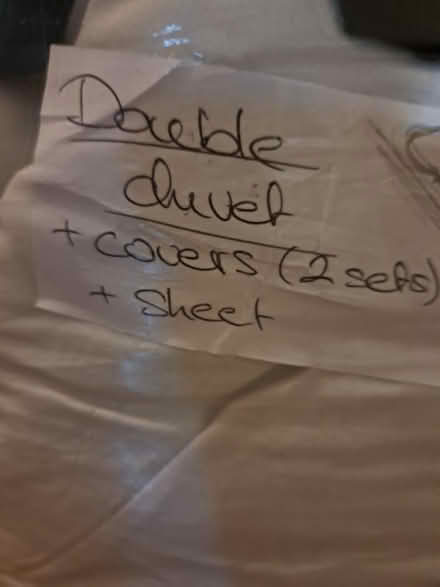 Double
duvet
+ covers (2 sets)
+ sheet